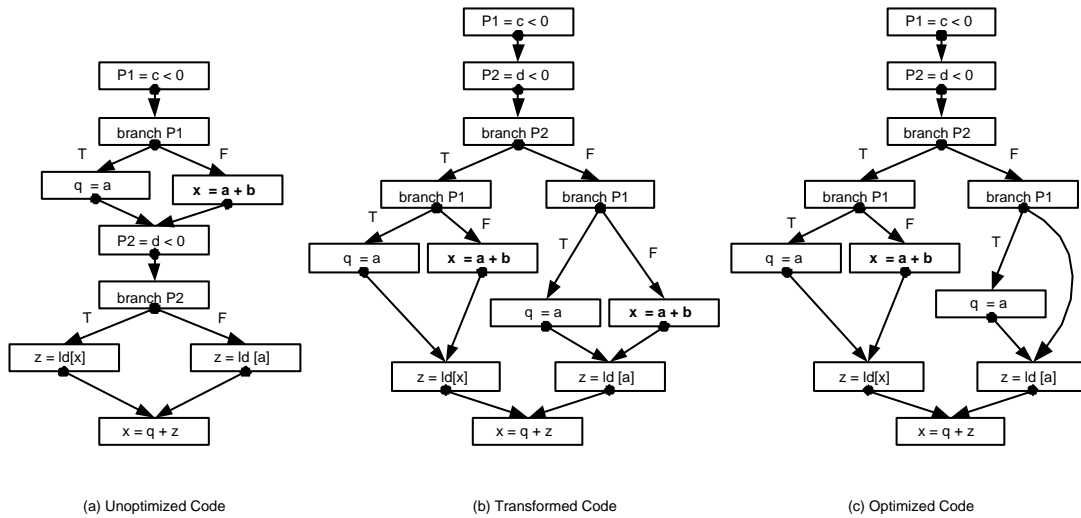 P1 = c < 0
branch P1
T
F
q = a
x = a + b
P2 = d < 0
branch P2
T
F
z = ld[x]
z = ld [a]
x = q + z
(a) Unoptimized Code
P1 = c < 0
P2 = d < 0
branch P2
T
F
branch P1
branch P1
T
F
q = a
x = a + b
T
F
q = a
x = a + b
z = ld[x]
z = ld [a]
x = q + z
(b) Transformed Code
P1 = c < 0
P2 = d < 0
branch P2
T
F
branch P1
branch P1
T
F
q = a
x = a + b
T
q = a
z = ld[x]
z = ld [a]
x = q + z
(c) Optimized Code